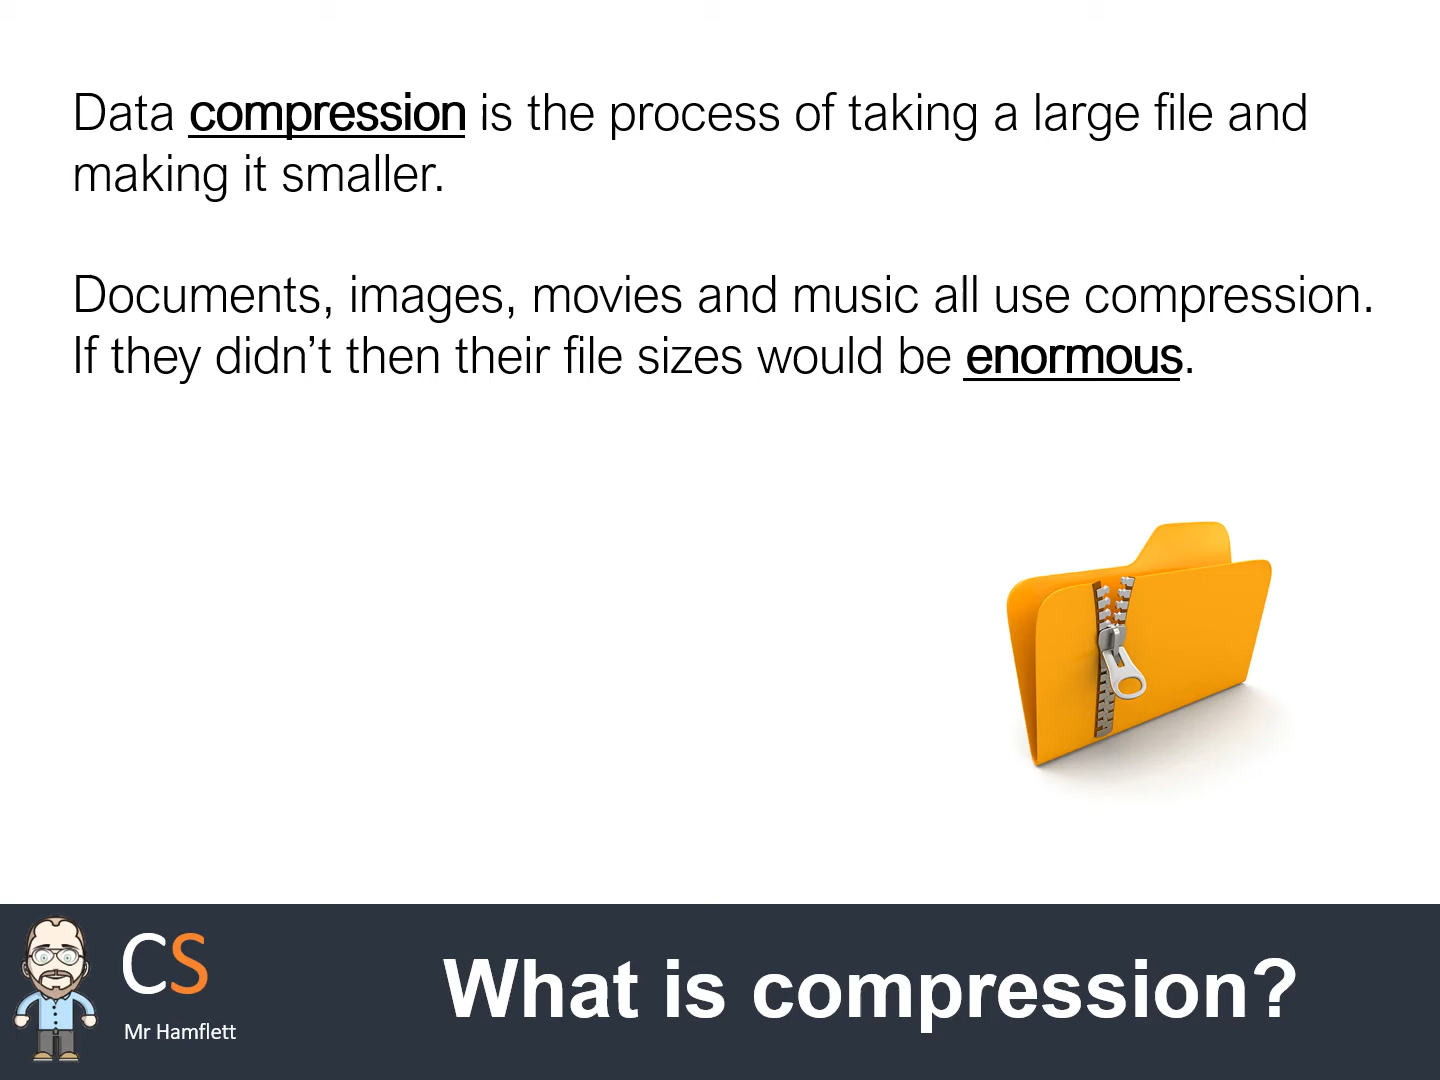 Data compression is the process of taking a large file and
making it smaller.
Documents, images, movies and music all use compression.
If they didn’t then their file sizes would be enormous.
CS
Mr Hamflett
What is compression?